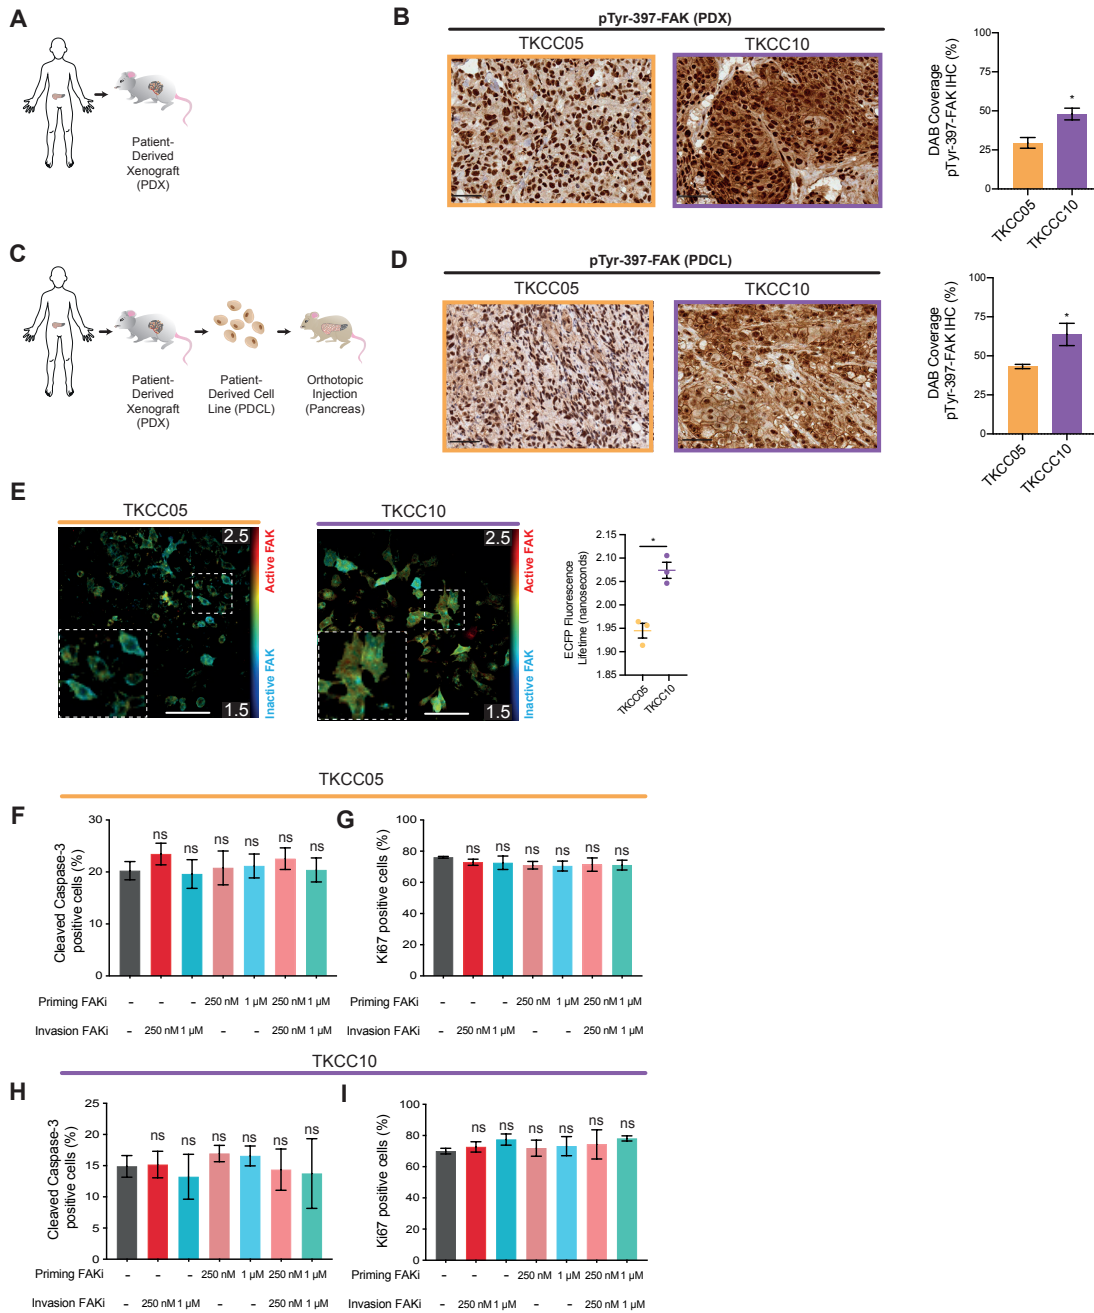 A
Patient-
Derived
Xenograft
(PDX)
B
pTyr-397-FAK (PDX)
TKCC05
TKCC10
DAB Coverage
pTyr-397-FAK IHC (%)
100
75
50
25
0
*
TKCC05
TKCCC10
C
Patient-
Derived
Xenograft
(PDX)
Patient-
Derived Cell
Line (PDCL)
Orthotopic
Injection
(Pancreas)
D
pTyr-397-FAK (PDCL)
TKCC05
TKCC10
DAB Coverage
pTyr-397-FAK IHC (%)
100
75
50
25
0
*
TKCC05
TKCCC10
E
TKCC05
2.5
1.5
Active FAK
Inactive FAK
TKCC10
2.5
1.5
Active FAK
Inactive FAK
ECFP Fluorescence
Lifetime (nanoseconds)
2.15
2.10
2.05
2.00
1.95
1.90
1.85
*
TKCC05
TKCC10
TKCC05
F
Cleaved Caspase-3
positive cells (%)
30
20
10
0
ns ns ns ns ns ns
Priming FAKi - - - 250 nM 1 µM 250 nM 1 µM
Invasion FAKi - 250 nM 1 µM - - 250 nM 1 µM
G
Ki67 positive cells (%)
100
80
60
40
20
0
ns ns ns ns ns ns
Priming FAKi - - - 250 nM 1 µM 250 nM 1 µM
Invasion FAKi - 250 nM 1 µM - - 250 nM 1 µM
TKCC10
H
Cleaved Caspase-3
positive cells (%)
25
20
15
10
5
0
ns ns ns ns ns ns
Priming FAKi - - - 250 nM 1 µM 250 nM 1 µM
Invasion FAKi - 250 nM 1 µM - - 250 nM 1 µM
I
Ki67 positive cells (%)
100
80
60
40
20
0
ns ns ns ns ns ns
Priming FAKi - - - 250 nM 1 µM 250 nM 1 µM
Invasion FAKi - 250 nM 1 µM - - 250 nM 1 µM